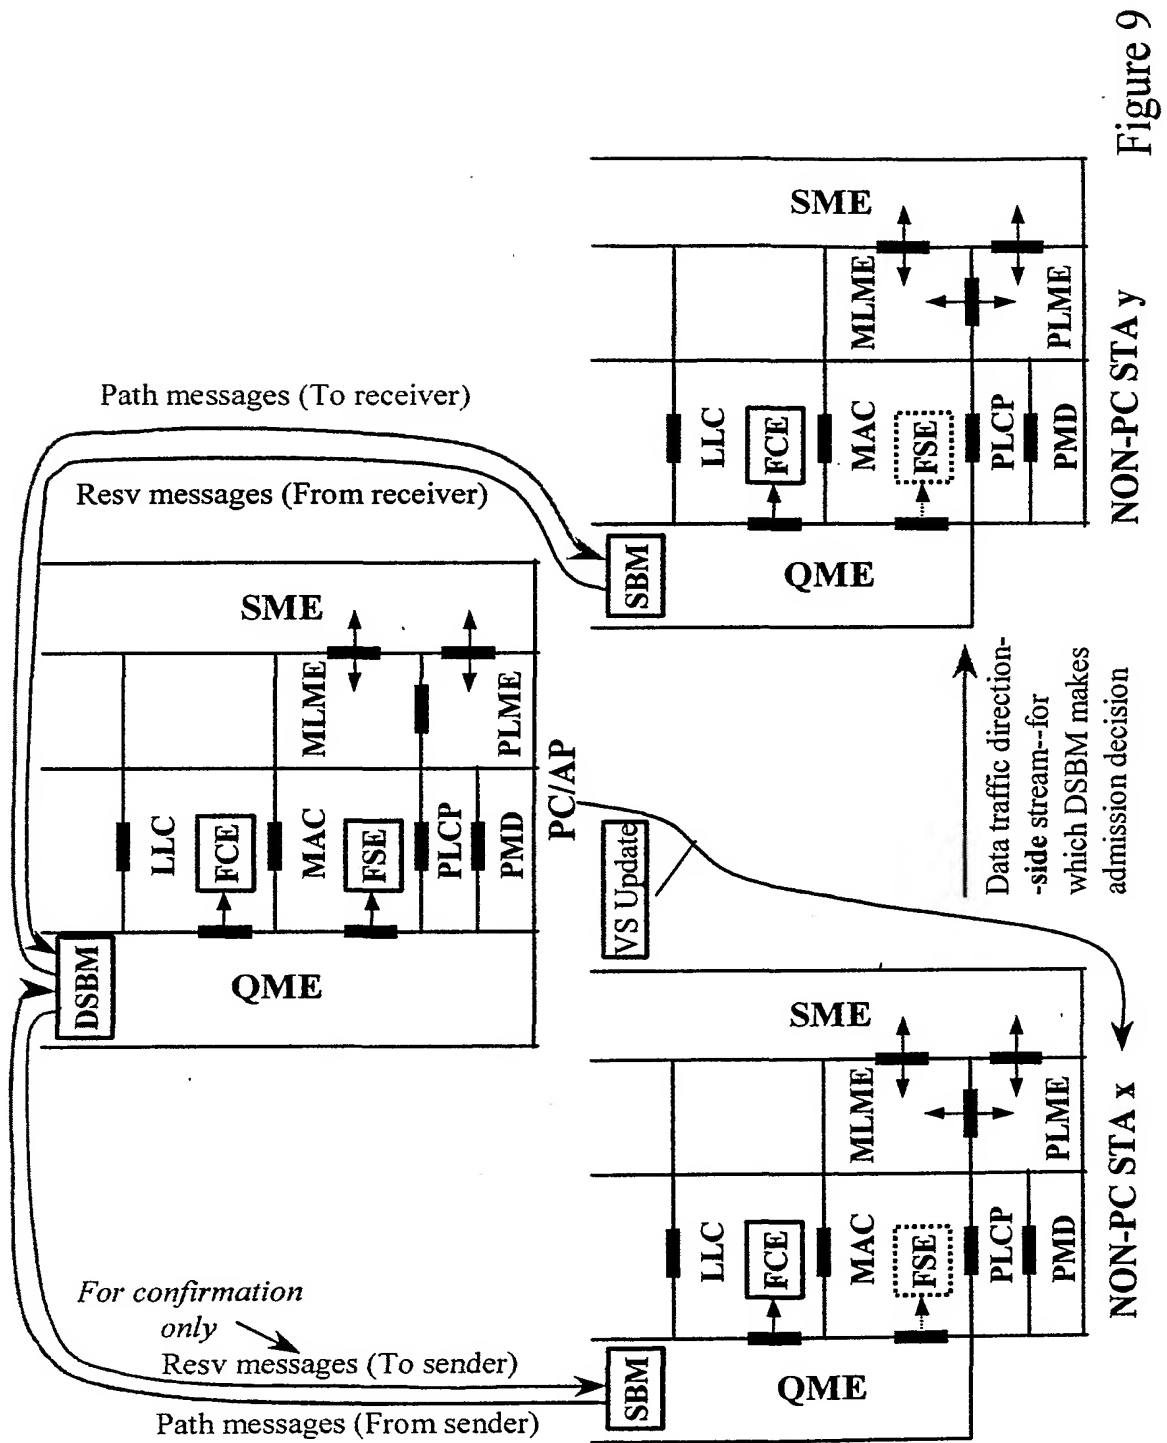 Path messages (To receiver)
Resv messages (From receiver)
DSBM
QME
SME
LLC
FCE
MAC
FSE
PLCP
PMD
MLME
PLME
PC/AP
For confirmation
only
Resv messages (To sender)
Path messages (From sender)
VS Update
SBM
QME
SME
LLC
FCE
MAC
FSE
PLCP
PMD
MLME
PLME
NON-PC STA x
Data traffic direction-
-side stream--for
which DSBM makes
admission decision
SBM
QME
SME
LLC
FCE
MAC
FSE
PLCP
PMD
MLME
PLME
NON-PC STA y
Figure 9